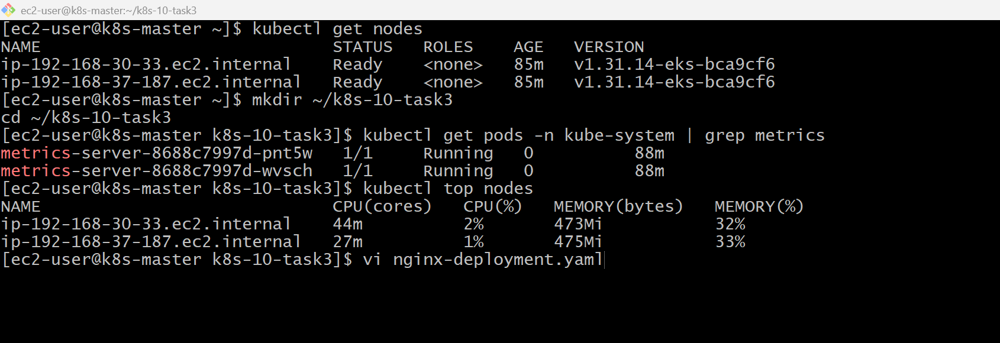 ec2-user@k8s-master:~/k8s-10-task3
[ec2-user@k8s-master ~]$ kubectl get nodes
NAME                             STATUS   ROLES    AGE   VERSION
ip-192-168-30-33.ec2.internal    Ready    <none>   85m   v1.31.14-eks-bca9cf6
ip-192-168-37-187.ec2.internal   Ready    <none>   85m   v1.31.14-eks-bca9cf6
[ec2-user@k8s-master ~]$ mkdir ~/k8s-10-task3
cd ~/k8s-10-task3
[ec2-user@k8s-master k8s-10-task3]$ kubectl get pods -n kube-system | grep metrics
metrics-server-8688c7997d-pnt5w   1/1     Running   0          88m
metrics-server-8688c7997d-wvsch   1/1     Running   0          88m
[ec2-user@k8s-master k8s-10-task3]$ kubectl top nodes
NAME                             CPU(cores)   CPU(%)   MEMORY(bytes)   MEMORY(%)
ip-192-168-30-33.ec2.internal    44m          2%       473Mi           32%
ip-192-168-37-187.ec2.internal   27m          1%       475Mi           33%
[ec2-user@k8s-master k8s-10-task3]$ vi nginx-deployment.yaml